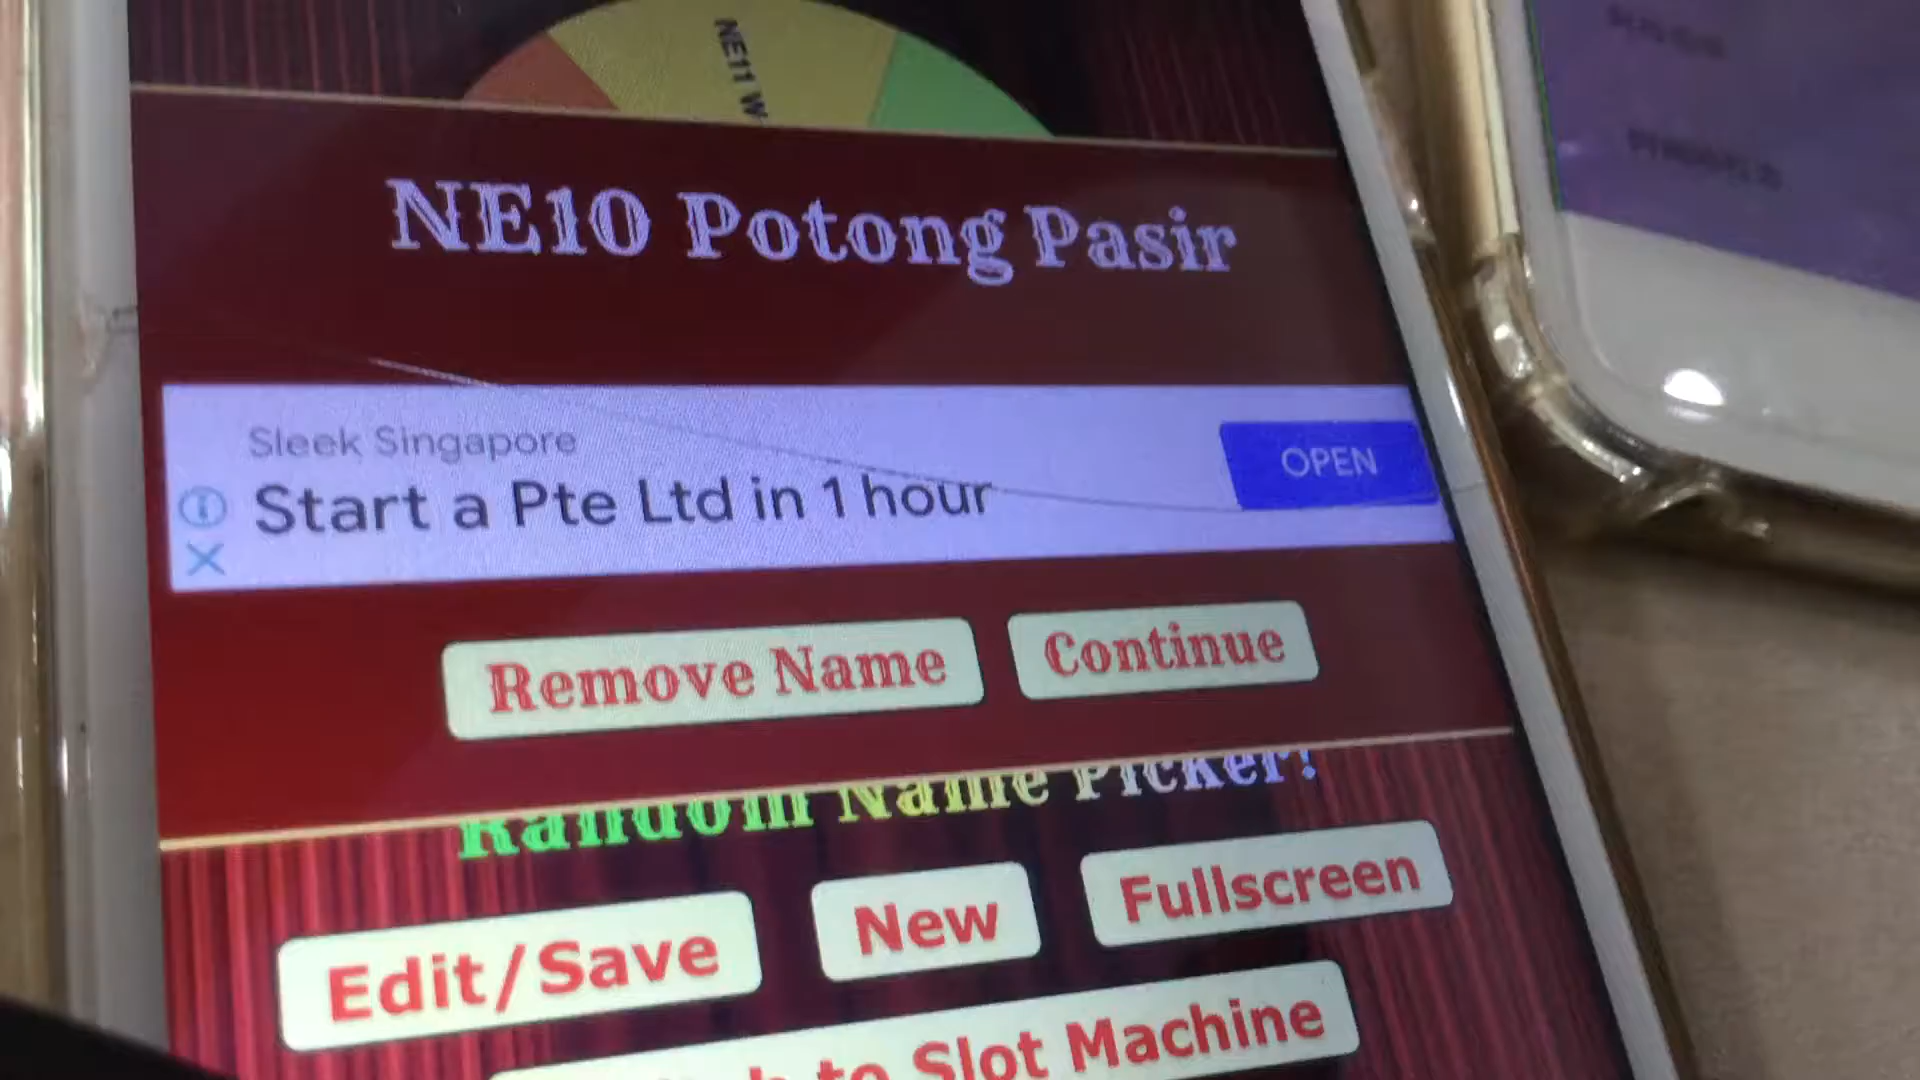 NE11 W
NE10 Potong Pasir
Sleek Singapore
Start a Pte Ltd in 1 hour
OPEN
Remove Name
Continue
Random Name Picker!
Edit/Save
New
Fullscreen
to Slot Machine